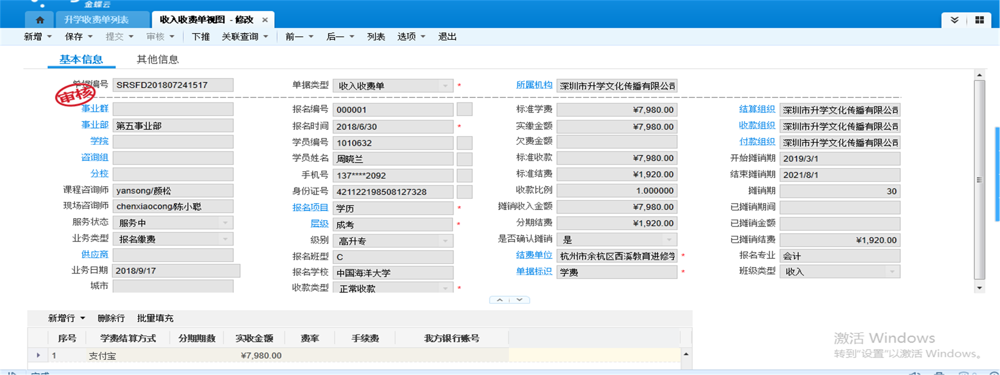 金蝶云
升学收费单列表 收入收费单视图 - 修改 ×
新增 保存 提交 审核 下推 关联查询 前一 后一 列表 选项 退出
基本信息 其他信息
单据编号 SRSFD201807241517 单据类型 收入收费单 * 所属机构 深圳市升学文化传播有限公司
审核
事业群 报名编号 000001 标准学费 ¥7,980.00 结算组织 深圳市升学文化传播有限公司
事业部 第五事业部 报名时间 2018/6/30 * 实缴金额 ¥7,980.00 收款组织 深圳市升学文化传播有限公司
学院 学员编号 1010632 欠费金额 付款组织 深圳市升学文化传播有限公司
咨询组 学员姓名 周晓兰 标准收款 ¥7,980.00 开始摊销期 2019/3/1
分校 手机号 137****2092 标准结费 ¥1,920.00 结束摊销期 2021/8/1
课程咨询师 yansong/颜松 身份证号 421122198508127328 收款比例 1.000000 摊销期 30
现场咨询师 chenxiaocong/陈小聪 报名项目 学历 * 摊销收入金额 ¥7,980.00 已摊销期间
服务状态 服务中 层级 成考 * 分期结费 ¥1,920.00 已摊销金额
业务类型 报名缴费 级别 高升专 是否确认摊销 是 已摊销结费 ¥1,920.00
供应商 报名班型 C 结费单位 杭州市余杭区西溪教育进修学 * 报名专业 会计
业务日期 2018/9/17 报名学校 中国海洋大学 单据标识 学费 * 班级类型 收入
城市 收款类型 正常收款 *
新增行 删除行 批量填充
序号 学费结算方式 分期期数 实收金额 费率 手续费 我方银行账号
1 支付宝 ¥7,980.00
激活 Windows
转到"设置"以激活 Windows。